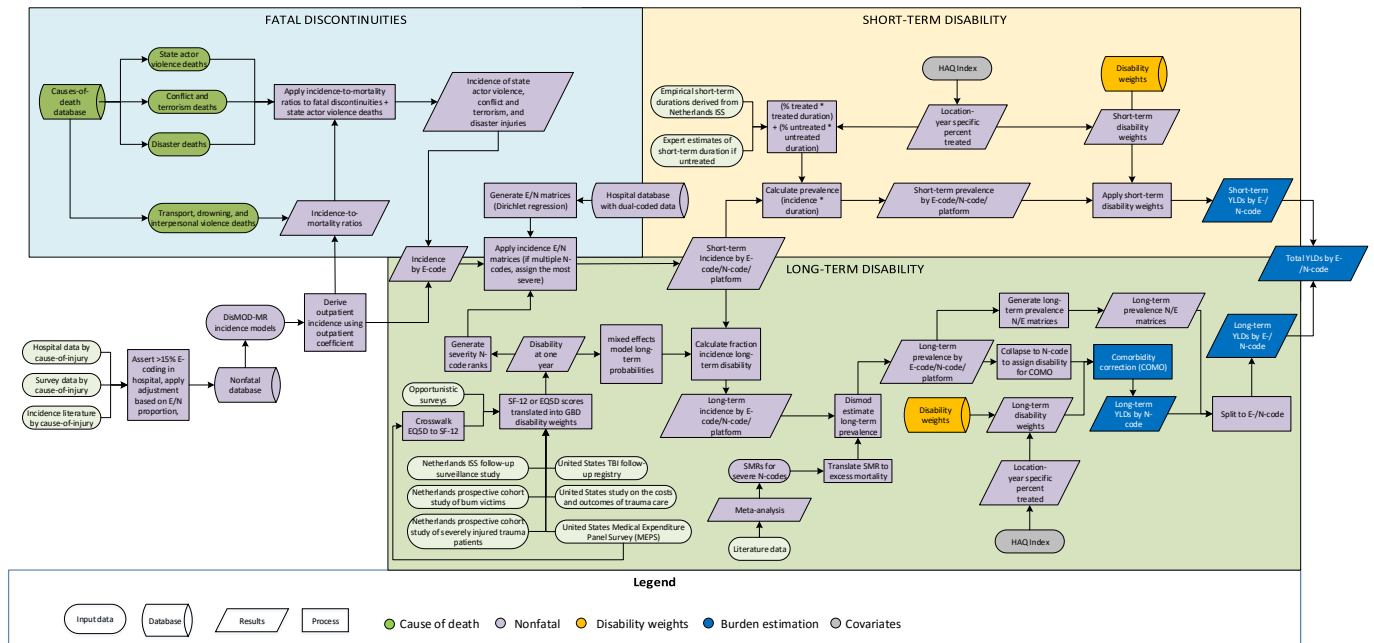 FATAL DISCONTINUITIES
State actor
violence deaths
Causes-of-
death
database
Conflict and
terrorism deaths
Disaster deaths
Apply incidence-to-mortality
ratios to fatal discontinuities +
state actor violence deaths
Incidence of state
actor violence,
conflict and
terrorism, and
disaster injuries
Transport, drowning, and
interpersonal violence deaths
Incidence-to-
mortality ratios
Generate E/N matrices
(Dirichlet regression)
Hospital database
with dual-coded data
Incidence
by E-code
Apply incidence E/N
matrices (if multiple N-
codes, assign the most
severe)
SHORT-TERM DISABILITY
Empirical short-term
durations derived from
Netherlands ISS
Expert estimates of
short-term duration if
untreated
(% treated *
treated duration)
+ (% untreated *
untreated
duration)
HAQ Index
Location-
year specific
percent
treated
Disability
weights
Short-term
disability
weights
Calculate prevalence
(incidence *
duration)
Short-term prevalence
by E-code/N-code/
platform
Apply short-term
disability weights
Short-term
YLDs by E-/
N-code
Short-term
Incidence by E-
code/N-code/
platform
Total YLDs by E-
/N-code
LONG-TERM DISABILITY
Hospital data by
cause-of-injury
Survey data by
cause-of-injury
Incidence literature
by cause-of-injury
Assert >15% E-
coding in
hospital, apply
adjustment
based on E/N
proportion,
Nonfatal
database
DisMOD-MR
incidence models
Derive
outpatient
incidence using
outpatient
coefficient
Generate
severity N-
code ranks
Disability
at one
year
mixed effects
model long-
term
probabilities
Calculate fraction
incidence long-
term disability
Opportunistic
surveys
Crosswalk
EQ5D to SF-12
SF-12 or EQ5D scores
translated into GBD
disability weights
Netherlands ISS follow-up
surveillance study
United States TBI follow-
up registry
Netherlands prospective cohort
study of burn victims
United States study on the costs
and outcomes of trauma care
Netherlands prospective cohort
study of severely injured trauma
patients
United States Medical Expenditure
Panel Survey (MEPS)
Long-term
incidence by E-
code/N-code/
platform
Dismod
estimate
long-term
prevalence
SMRs for
severe N-codes
Translate SMR to
excess mortality
Meta-analysis
Literature data
Long-term
prevalence by
E-code/N-code/
platform
Generate long-
term prevalence
N/E matrices
Long-term
prevalence N/E
matrices
Collapse to N-code
to assign disability
for COMO
Comorbidity
correction (COMO)
Disability
weights
Long-term
disability
weights
Long-term
YLDs by N-
code
Split to E-/N-code
Long-term
YLDs by E-/
N-code
Location-
year specific
percent
treated
HAQ Index
Legend
Input data
Database
Results
Process
Cause of death
Nonfatal
Disability weights
Burden estimation
Covariates